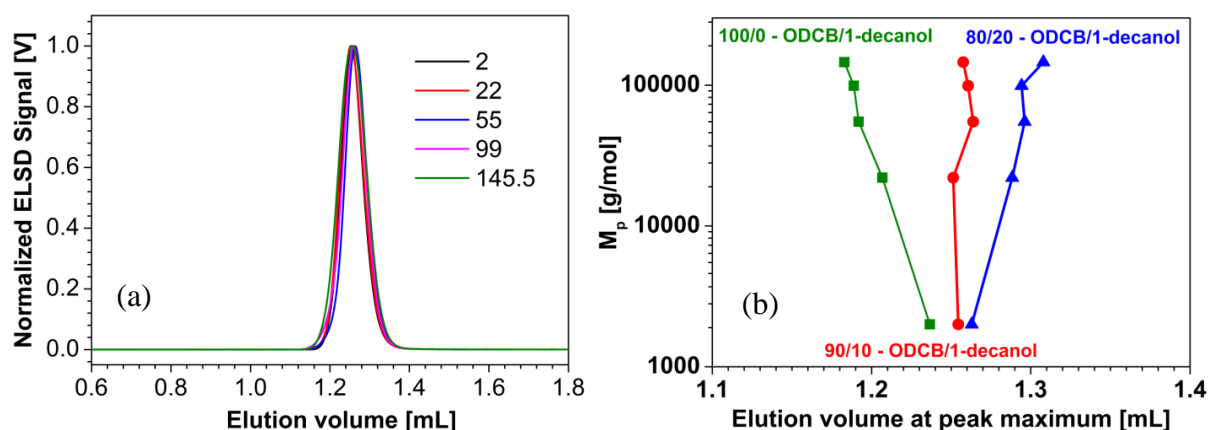 Normalized ELSD Signal [V]
1.0
0.8
0.6
0.4
0.2
0.0
2
22
55
99
145.5
(a)
0.6 0.8 1.0 1.2 1.4 1.6 1.8
Elution volume [mL]
Mp [g/mol]
100000
10000
1000
100/0 - ODCB/1-decanol
80/20 - ODCB/1-decanol
(b)
90/10 - ODCB/1-decanol
1.1 1.2 1.3 1.4
Elution volume at peak maximum [mL]